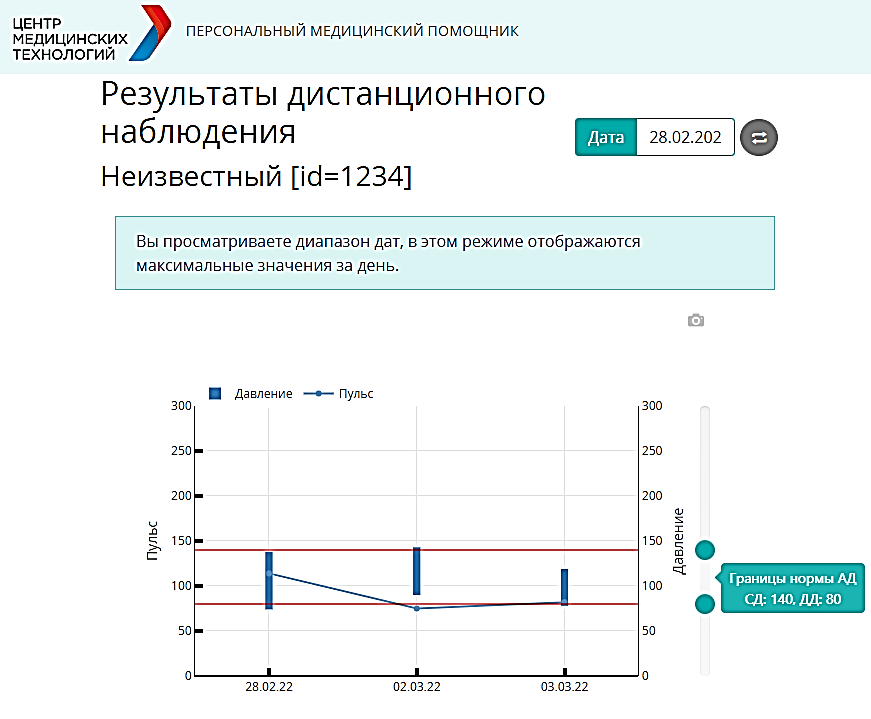 ЦЕНТР
МЕДИЦИНСКИХ
ТЕХНОЛОГИЙ
ПЕРСОНАЛЬНЫЙ МЕДИЦИНСКИЙ ПОМОЩНИК
Результаты дистанционного
наблюдения
Дата 28.02.202
Неизвестный [id=1234]
Вы просматриваете диапазон дат, в этом режиме отображаются
максимальные значения за день.
Давление Пульс
300 300
250 250
200 200
150 150
100 100
50 50
0 0
Пульс
Давление
Границы нормы АД
СД: 140, ДД: 80
28.02.22 02.03.22 03.03.22